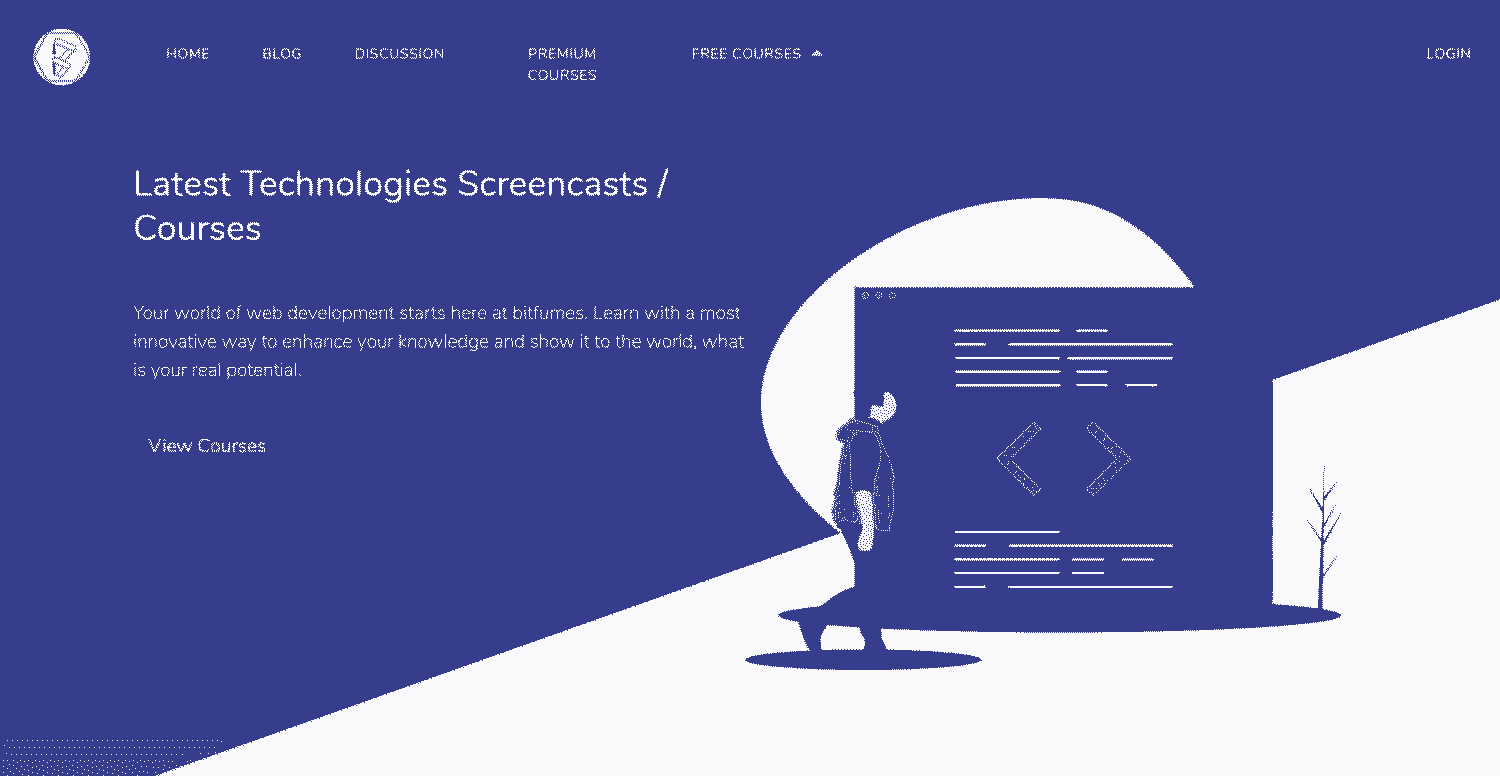 HOME
BLOG
DISCUSSION
PREMIUM
COURSES
FREE COURSES
LOGIN
Latest Technologies Screencasts /
Courses
Your world of web development starts here at bitfumes. Learn with a most
innovative way to enhance your knowledge and show it to the world, what
is your real potential.
View Courses
< >